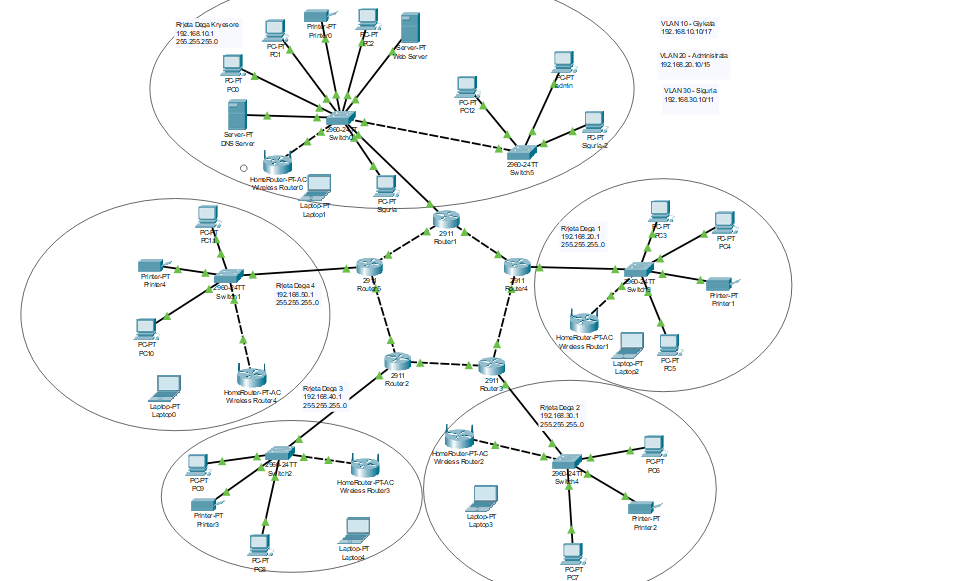 Rrjeta Dega Kryesore
192.168.10.1
255.255.255.0
PC-PT
PC1
Printer-PT
Printer0
PC-PT
PC2
Server-PT
Web Server
PC-PT
PC0
Server-PT
DNS Server
2960-24TT
HomeRouter-PT-AC
Wireless Router0
Laptop-PT
Laptop1
PC-PT
Siguria
PC-PT
PC12
PC-PT
admin
PC-PT
Siguria-2
2960-24TT
Switch5
VLAN 10 - Gjykata
192.168.10.10/17
VLAN 20 - Administrata
192.168.20.10/15
VLAN 30 - Siguria
192.168.30.10/11
2911
Router1
2911
2911
Router4
2911
Router2
2911
Router3
PC-PT
Printer-PT
Printer4
2960-24TT
Switch1
PC-PT
PC10
Laptop-PT
Laptop0
HomeRouter-PT-AC
Wireless Router4
Rrjeta Dega 4
192.168.50.1
255.255.255..0
Rrjeta Dega 1
192.168.20.1
255.255.255..0
PC-PT
PC3
PC-PT
PC4
2960-24TT
Printer-PT
Printer1
HomeRouter-PT-AC
Wireless Router1
Laptop-PT
Laptop2
PC-PT
PC5
Rrjeta Dega 3
192.168.40.1
255.255.255..0
2960-24TT
Switch2
PC-PT
PC9
Printer-PT
Printer3
PC-PT
PC8
HomeRouter-PT-AC
Wireless Router3
Laptop-PT
Laptop4
Rrjeta Dega 2
192.168.30.1
255.255.255..0
HomeRouter-PT-AC
Wireless Router2
2960-24TT
Switch4
PC-PT
PC6
Printer-PT
Printer2
Laptop-PT
Laptop3
PC-PT
PC7